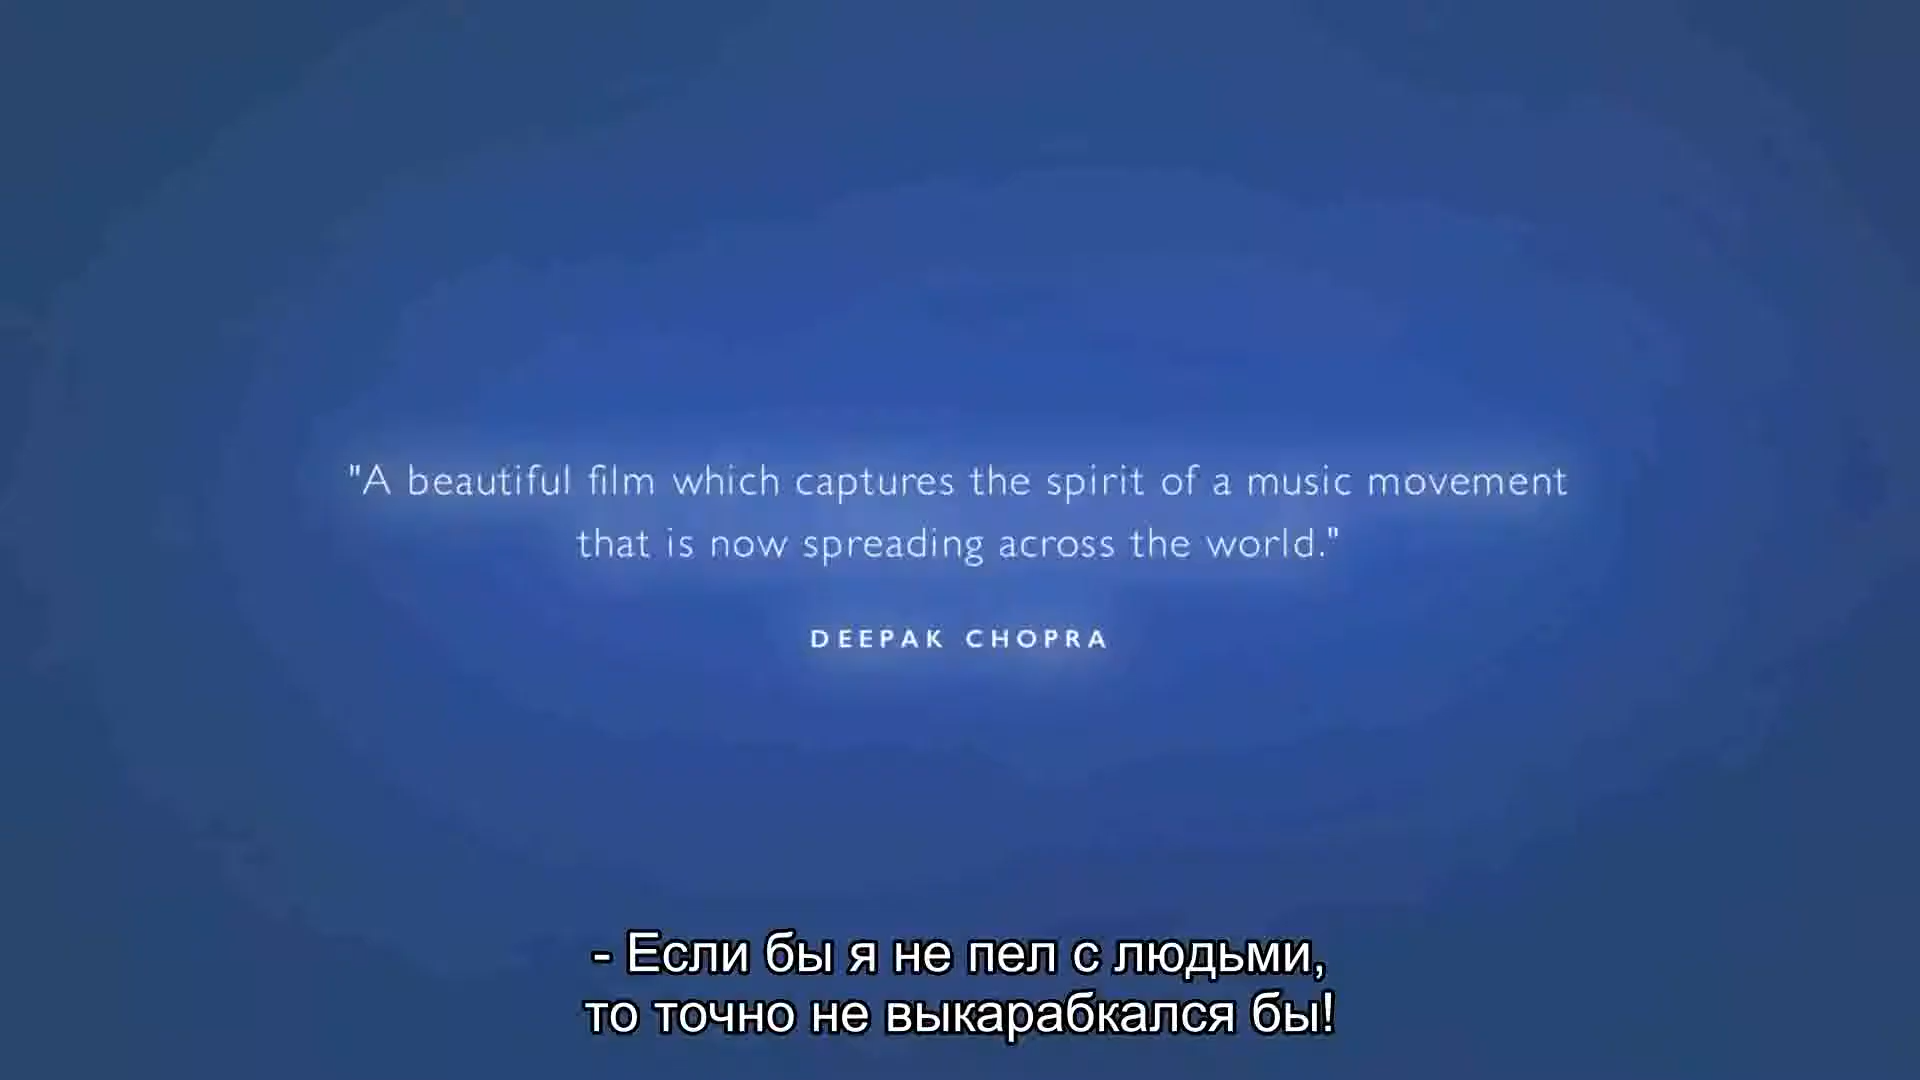 "A beautiful film which captures the spirit of a music movement
that is now spreading across the world."
DEEPAK CHOPRA
- Если бы я не пел с людьми,
то точно не выкарабкался бы!